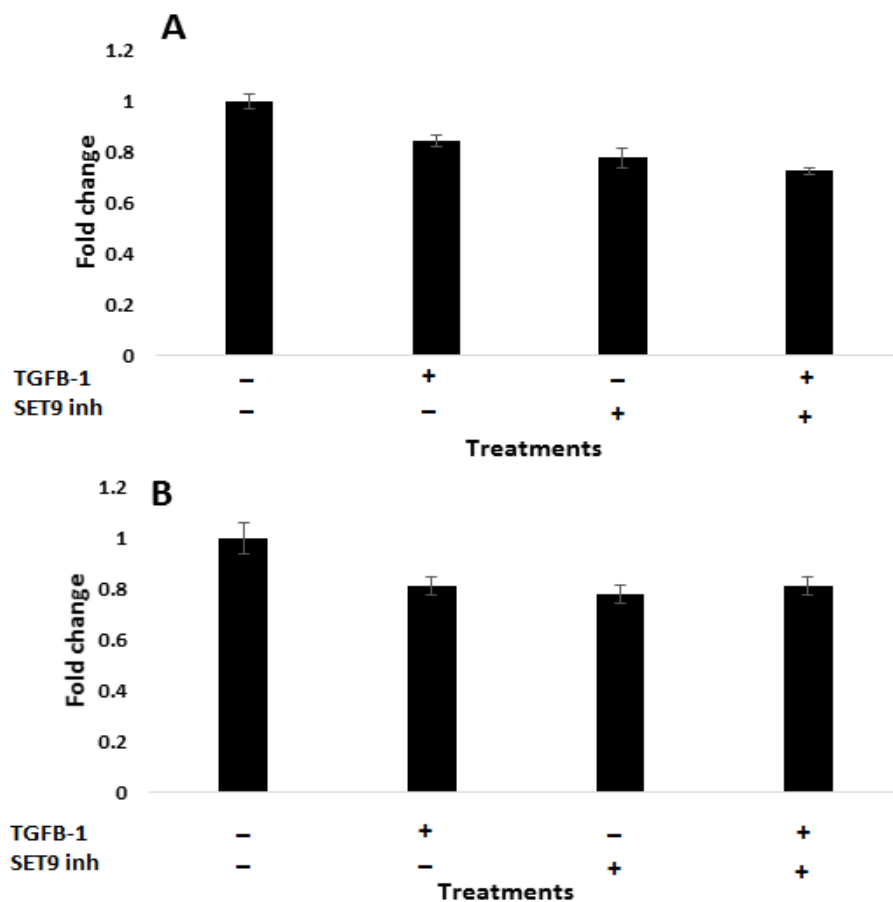 A
1.2
1
0.8
0.6
0.4
0.2
0
Fold change
TGFB-1 – + – +
SET9 inh – – + +
Treatments
B
1.2
1
0.8
0.6
0.4
0.2
0
Fold change
TGFB-1 – + – +
SET9 inh – – + +
Treatments